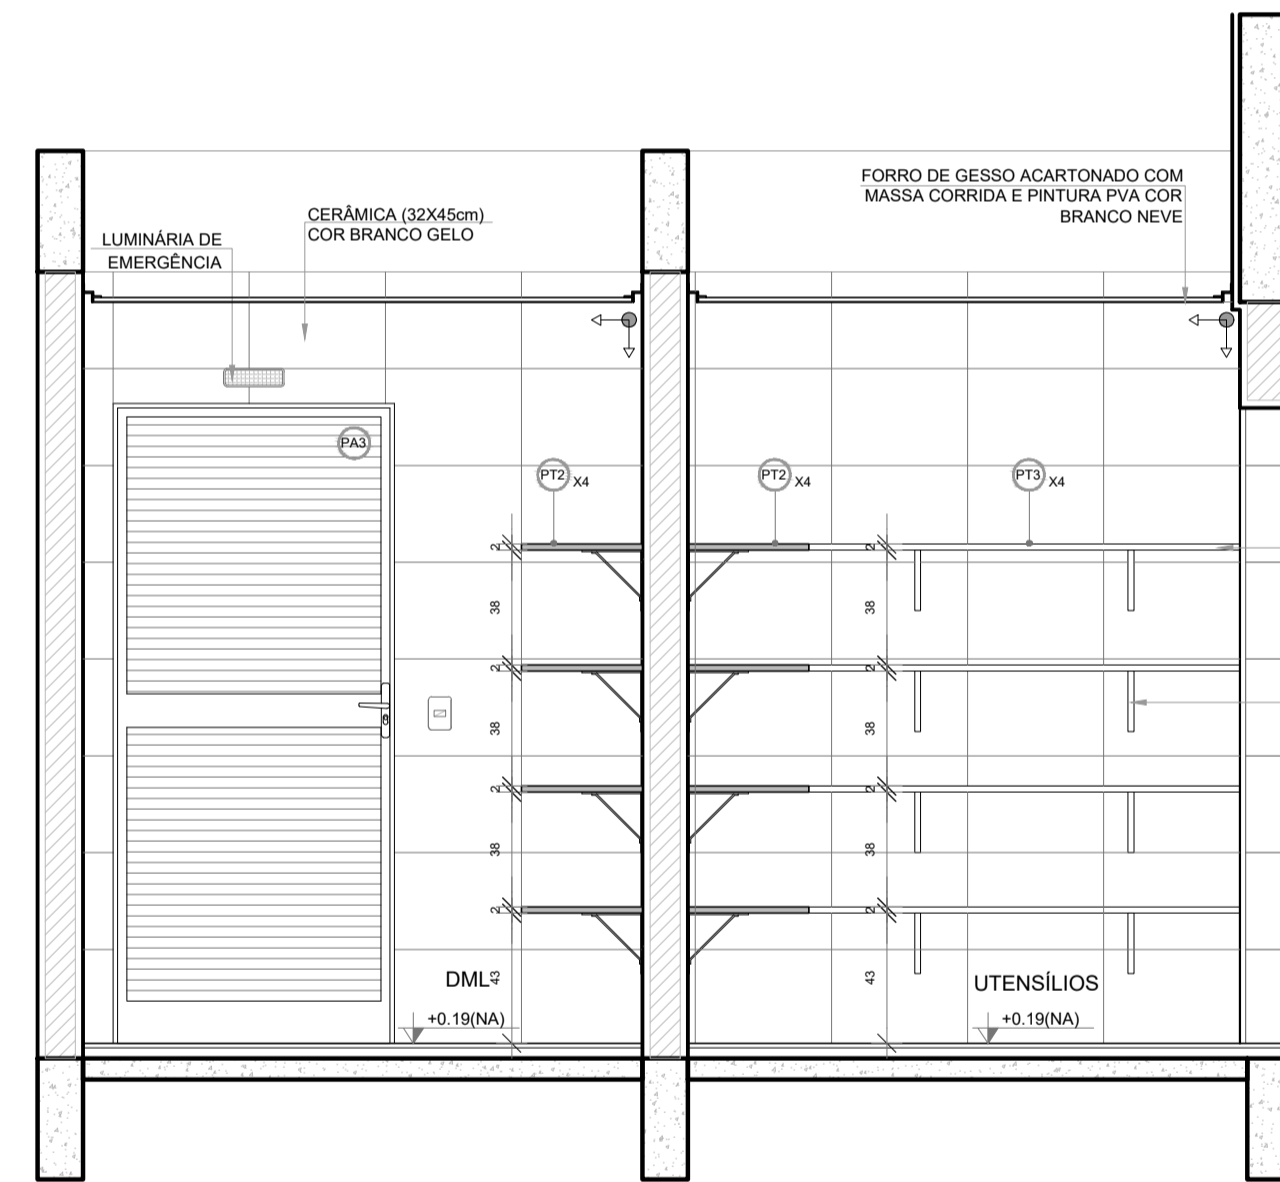 FORRO DE GESSO ACARTONADO COM
MASSA CORRIDA E PINTURA PVA COR
BRANCO NEVE
CERÂMICA (32X45cm)
COR BRANCO GELO
LUMINÁRIA DE
EMERGÊNCIA
PA3
PT2 X4
PT2 X4
PT3 X4
2
2
38
38
2
2
38
38
2
2
38
38
2
2
DML
43
43
UTENSÍLIOS
+0.19(NA)
+0.19(NA)